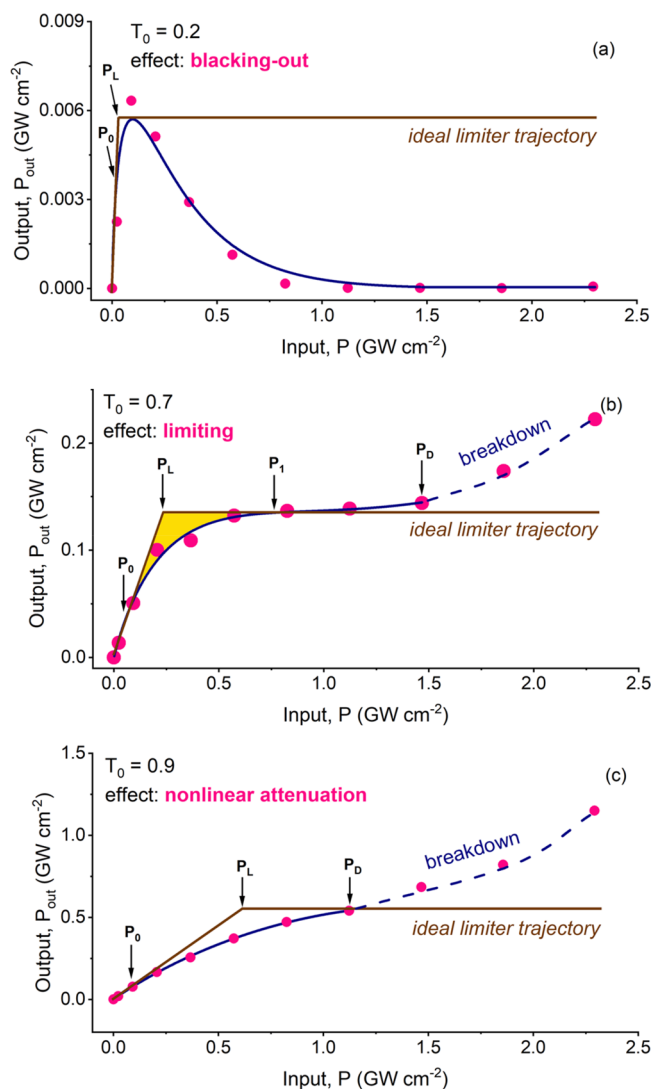 T₀ = 0.2
effect: blacking-out
(a)
P_L
P₀
ideal limiter trajectory
0.009
0.006
0.003
0.000
Output, P_out (GW cm⁻²)
0.0 0.5 1.0 1.5 2.0 2.5
Input, P (GW cm⁻²)
T₀ = 0.7
effect: limiting
(b)
breakdown
P_L
P₁
P_D
ideal limiter trajectory
P₀
0.2
0.1
0.0
Output, P_out (GW cm⁻²)
0.0 0.5 1.0 1.5 2.0 2.5
Input, P (GW cm⁻²)
T₀ = 0.9
effect: nonlinear attenuation
(c)
breakdown
P_L
P_D
ideal limiter trajectory
P₀
1.5
1.0
0.5
0.0
Output, P_out (GW cm⁻²)
0.0 0.5 1.0 1.5 2.0 2.5
Input, P (GW cm⁻²)